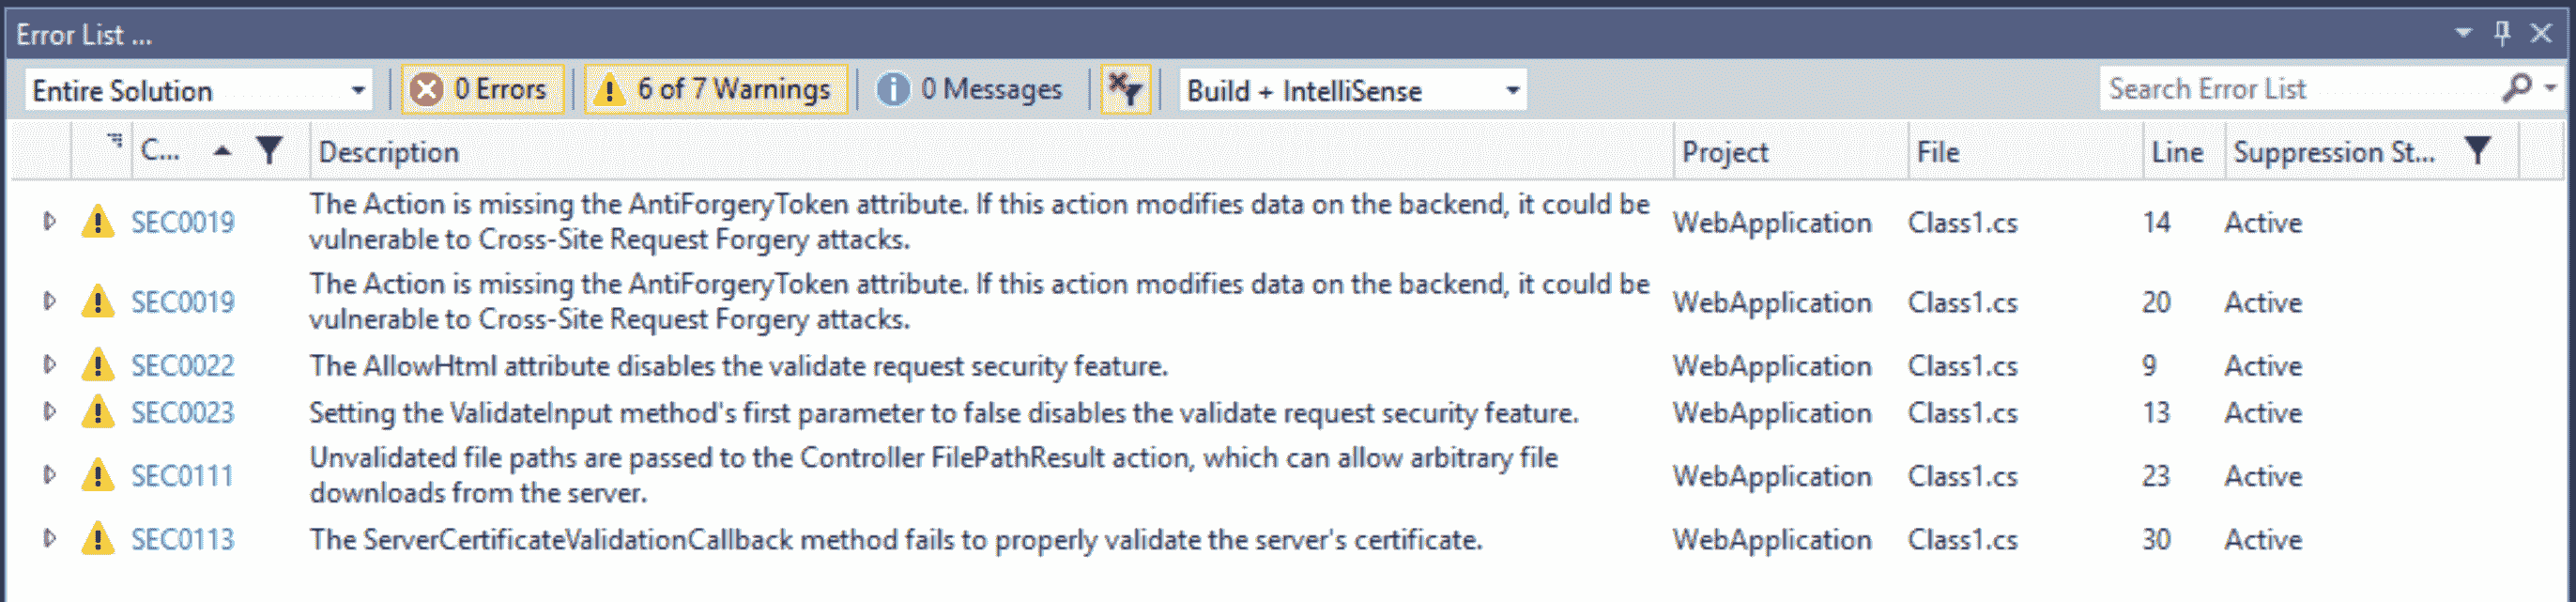 Error List ...
Entire Solution 0 Errors 6 of 7 Warnings 0 Messages Build + IntelliSense Search Error List
C... Description Project File Line Suppression St...
SEC0019 The Action is missing the AntiForgeryToken attribute. If this action modifies data on the backend, it could be
vulnerable to Cross-Site Request Forgery attacks. WebApplication Class1.cs 14 Active
SEC0019 The Action is missing the AntiForgeryToken attribute. If this action modifies data on the backend, it could be
vulnerable to Cross-Site Request Forgery attacks. WebApplication Class1.cs 20 Active
SEC0022 The AllowHtml attribute disables the validate request security feature. WebApplication Class1.cs 9 Active
SEC0023 Setting the ValidateInput method's first parameter to false disables the validate request security feature. WebApplication Class1.cs 13 Active
SEC0111 Unvalidated file paths are passed to the Controller FilePathResult action, which can allow arbitrary file
downloads from the server. WebApplication Class1.cs 23 Active
SEC0113 The ServerCertificateValidationCallback method fails to properly validate the server's certificate. WebApplication Class1.cs 30 Active